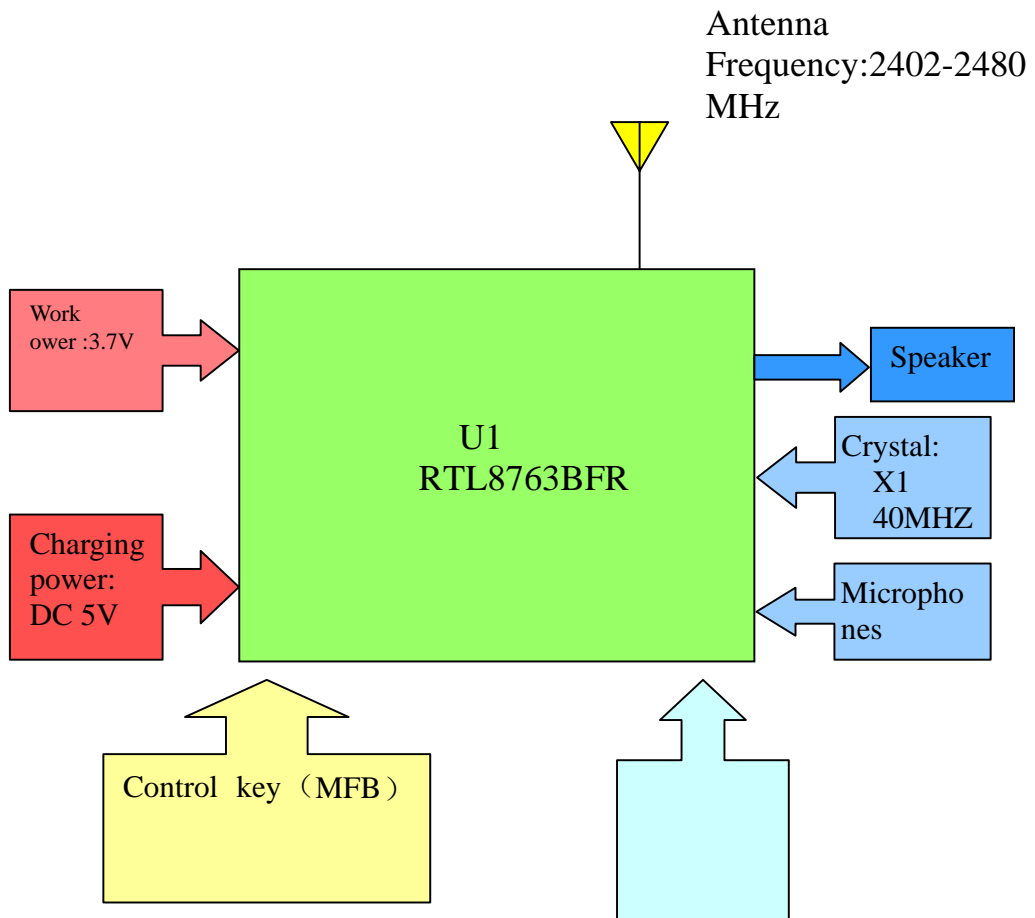 Antenna
Frequency:2402-2480
MHz
Work
ower :3.7V
Speaker
U1
RTL8763BFR
Crystal:
X1
40MHZ
Charging
power:
DC 5V
Micropho
nes
Control key（MFB）